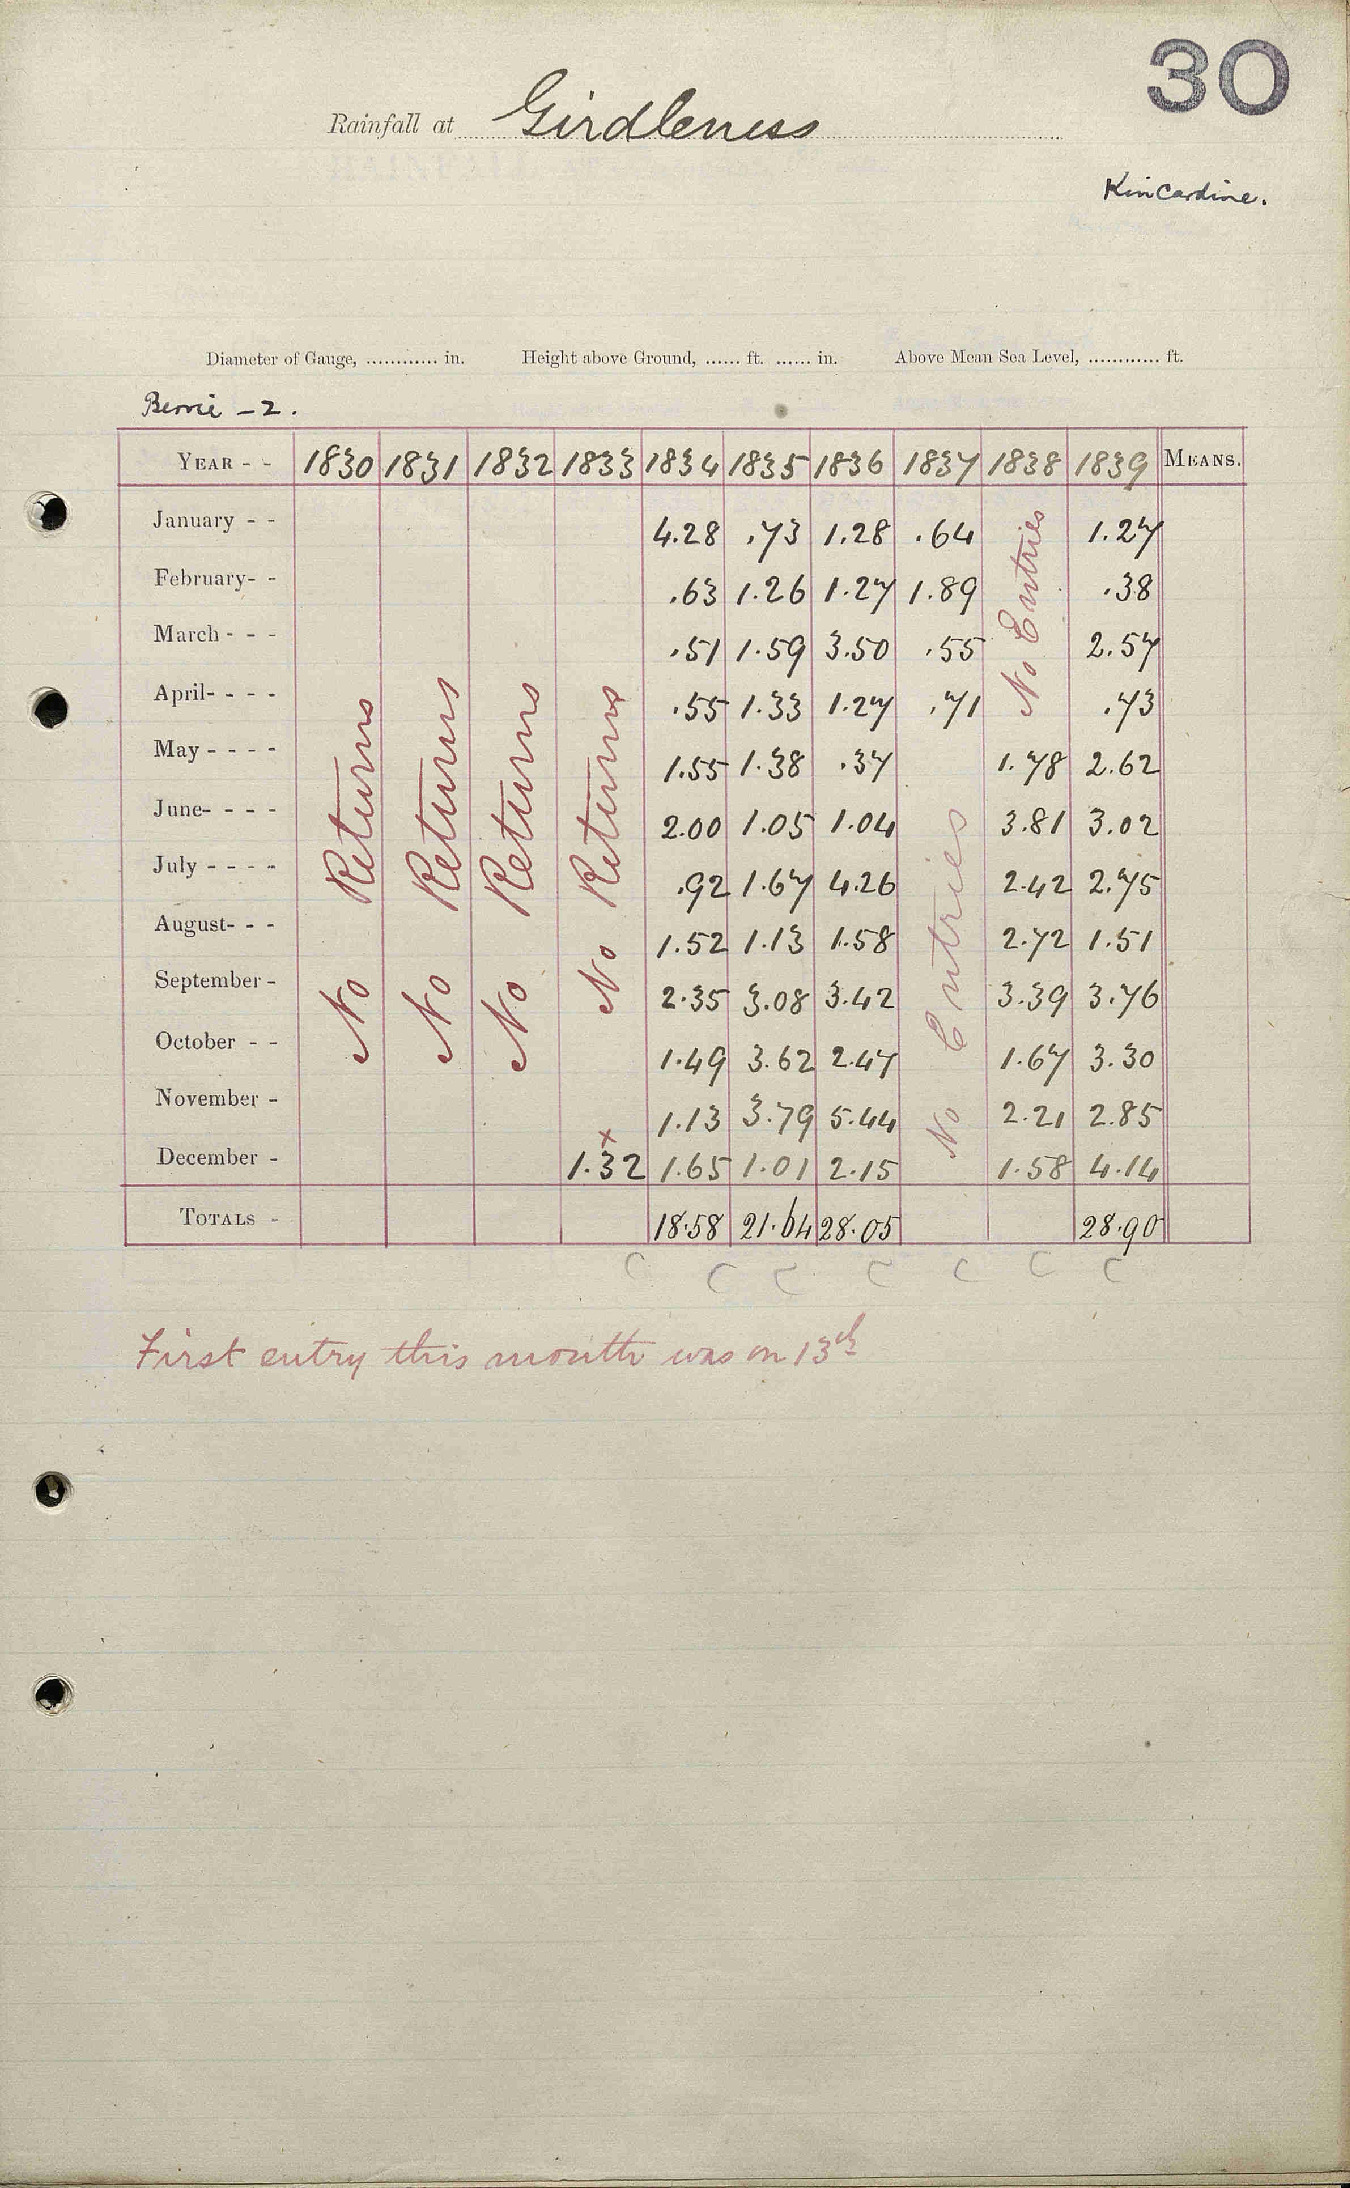 30
Rainfall at Girdleness
Kincardine.
Diameter of Gauge, ............ in. Height above Ground, ...... ft. ...... in. Above Mean Sea Level, ............ ft.
Bervie - 2.
YEAR - - 1830 1831 1832 1833 1834 1835 1836 1837 1838 1839 MEANS.
January - - 4.28 .73 1.28 .64 1.27
February- - .63 1.26 1.27 1.89 .38
March - - - .51 1.59 3.50 .55 2.57
April- - - - .55 1.33 1.27 .71 .73
May - - - - 1.55 1.38 .37 1.78 2.62
June- - - - 2.00 1.05 1.04 3.81 3.02
July - - - - .92 1.67 4.26 2.42 2.75
August- - - 1.52 1.13 1.58 2.72 1.51
September - 2.35 3.08 3.42 3.39 3.76
October - - 1.49 3.62 2.47 1.67 3.30
November - 1.13 3.79 5.44 2.21 2.85
x
December - 1.32 1.65 1.01 2.15 1.58 4.14
TOTALS - 18.58 21.64 28.05 28.90
No Returns
No Returns
No Returns
No Returns
No Entries
No Entries
C C C C C C C
First entry this month was on 13th